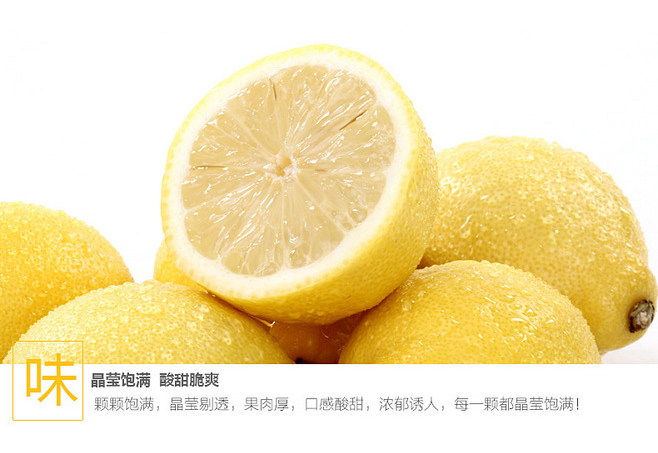 味
晶莹饱满 酸甜脆爽
颗颗饱满，晶莹剔透，果肉厚，口感酸甜，浓郁诱人，每一颗都晶莹饱满！